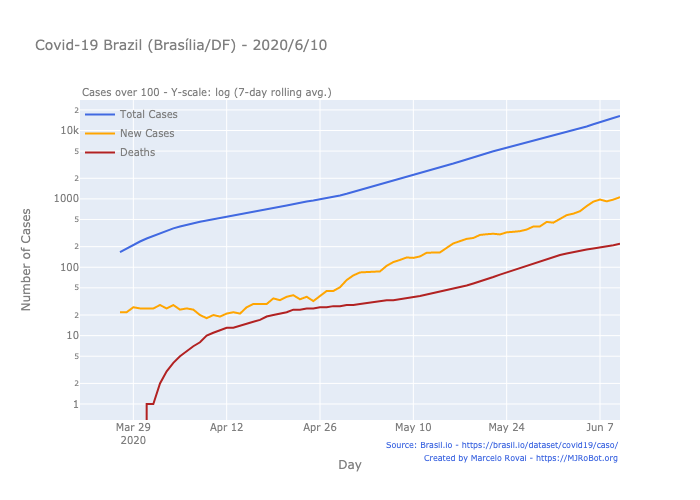 Covid-19 Brazil (Brasília/DF) - 2020/6/10
Cases over 100 - Y-scale: log (7-day rolling avg.)
Total Cases
New Cases
Deaths
Number of Cases
2
10k
5
2
1000
5
2
100
5
2
10
5
2
1
Mar 29
2020
Apr 12
Apr 26
May 10
May 24
Jun 7
Day
Source: Brasil.io - https://brasil.io/dataset/covid19/caso/
Created by Marcelo Rovai - https://MJRoBot.org